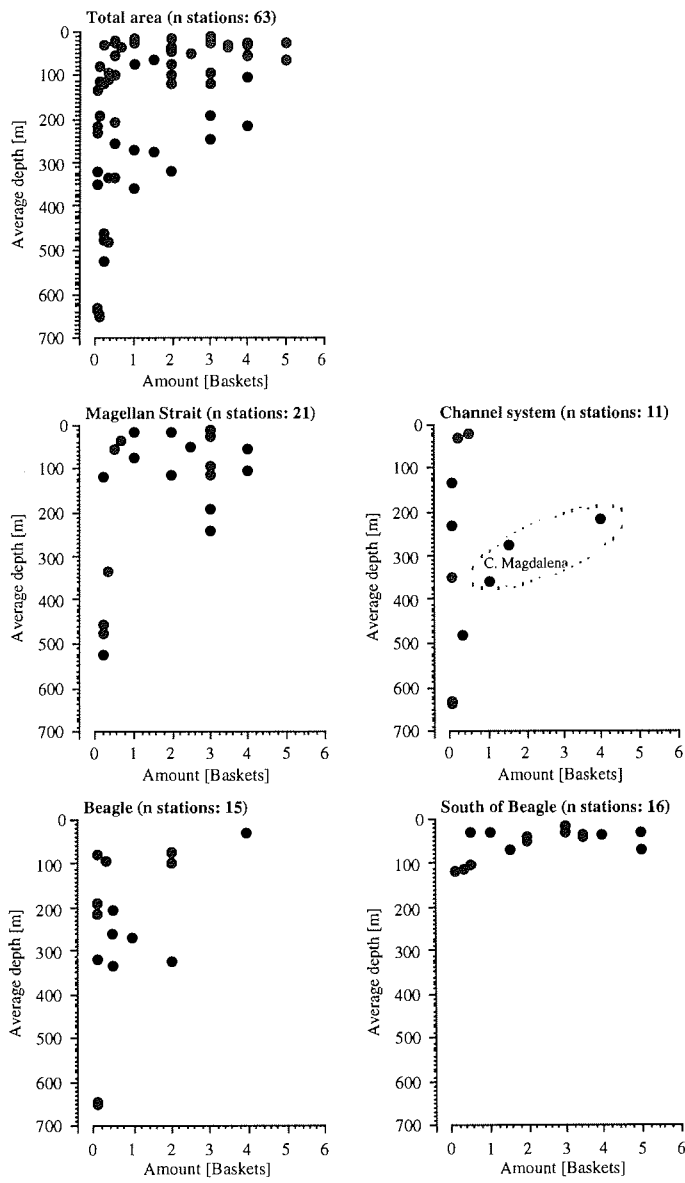 Total area (n stations: 63)
0
100
200
300
400
500
600
700
Average depth [m]
0 1 2 3 4 5 6
Amount [Baskets]
Magellan Strait (n stations: 21)
0
100
200
300
400
500
600
700
Average depth [m]
0 1 2 3 4 5 6
Amount [Baskets]
Channel system (n stations: 11)
0
100
200
300
400
500
600
700
Average depth [m]
C. Magdalena
0 1 2 3 4 5 6
Amount [Baskets]
Beagle (n stations: 15)
0
100
200
300
400
500
600
700
Average depth [m]
0 1 2 3 4 5 6
Amount [Baskets]
South of Beagle (n stations: 16)
0
100
200
300
400
500
600
700
Average depth [m]
0 1 2 3 4 5 6
Amount [Baskets]